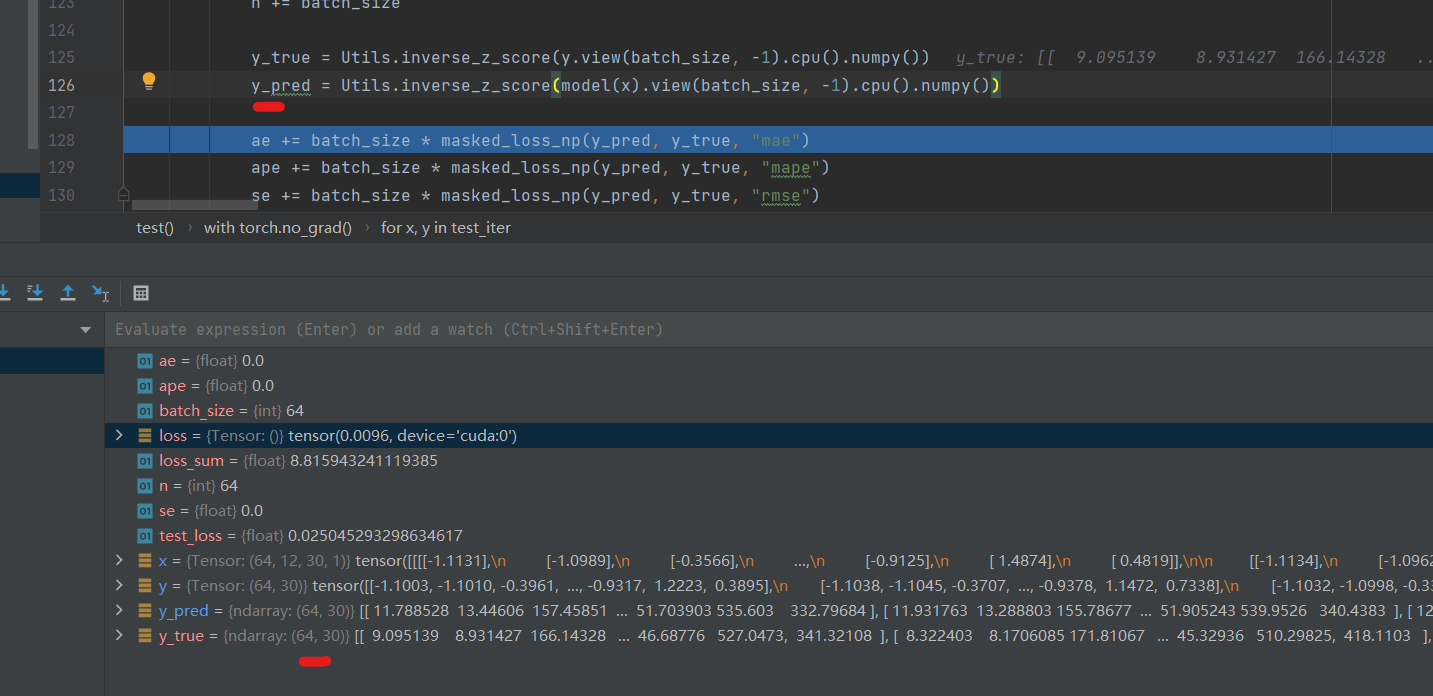 123 n += batch_size
124
125 y_true = Utils.inverse_z_score(y.view(batch_size, -1).cpu().numpy()) y_true: [[ 9.095139 8.931427 166.14328 ..
126 y_pred = Utils.inverse_z_score(model(x).view(batch_size, -1).cpu().numpy())
127
128 ae += batch_size * masked_loss_np(y_pred, y_true, "mae")
129 ape += batch_size * masked_loss_np(y_pred, y_true, "mape")
130 se += batch_size * masked_loss_np(y_pred, y_true, "rmse")
test() › with torch.no_grad() › for x, y in test_iter
Evaluate expression (Enter) or add a watch (Ctrl+Shift+Enter)
01 ae = {float} 0.0
01 ape = {float} 0.0
01 batch_size = {int} 64
loss = {Tensor: ()} tensor(0.0096, device='cuda:0')
01 loss_sum = {float} 8.815943241119385
01 n = {int} 64
01 se = {float} 0.0
01 test_loss = {float} 0.025045293298634617
x = {Tensor: (64, 12, 30, 1)} tensor([[[[-1.1131],\n [-1.0989],\n [-0.3566],\n ...,\n [-0.9125],\n [ 1.4874],\n [ 0.4819]],\n\n [[-1.1134],\n [-1.0962
y = {Tensor: (64, 30)} tensor([[-1.1003, -1.1010, -0.3961, ..., -0.9317, 1.2223, 0.3895],\n [-1.1038, -1.1045, -0.3707, ..., -0.9378, 1.1472, 0.7338],\n [-1.1032, -1.0998, -0.33
y_pred = {ndarray: (64, 30)} [[ 11.788528 13.44606 157.45851 ... 51.703903 535.603 332.79684 ], [ 11.931763 13.288803 155.78677 ... 51.905243 539.9526 340.4383 ], [ 12
y_true = {ndarray: (64, 30)} [[ 9.095139 8.931427 166.14328 ... 46.68776 527.0473, 341.32108 ], [ 8.322403 8.1706085 171.81067 ... 45.32936 510.29825, 418.1103 ],